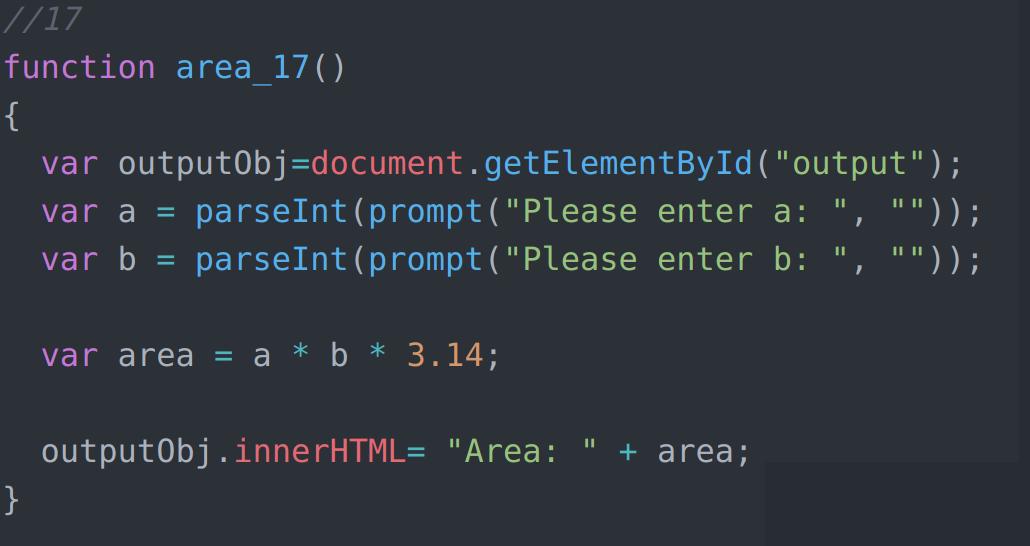 //17
function area_17()
{
  var outputObj=document.getElementById("output");
  var a = parseInt(prompt("Please enter a: ", ""));
  var b = parseInt(prompt("Please enter b: ", ""));

  var area = a * b * 3.14;

  outputObj.innerHTML= "Area: " + area;
}